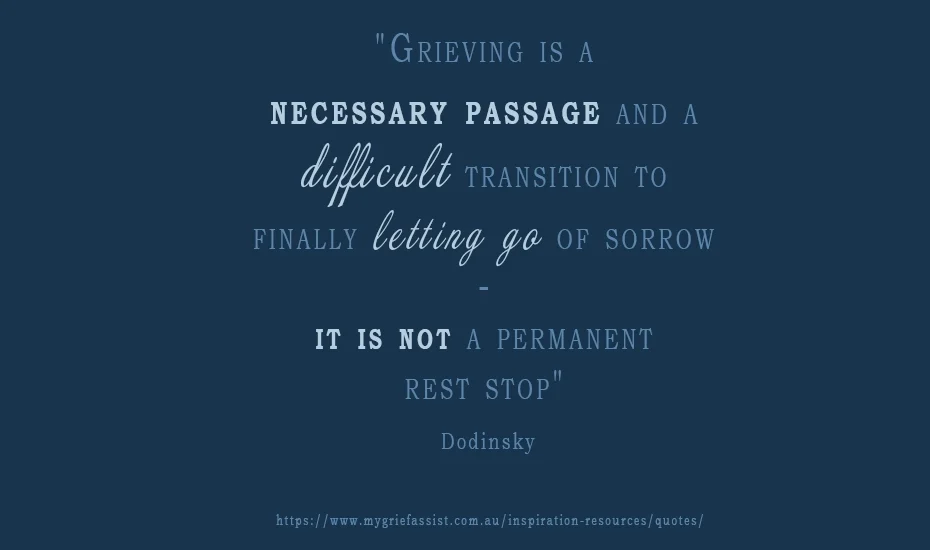 "Grieving is a
NECESSARY PASSAGE AND A
difficult TRANSITION TO
FINALLY letting go OF SORROW
-
IT IS NOT A PERMANENT
REST STOP"
Dodinsky
https://www.mygriefassist.com.au/inspiration-resources/quotes/